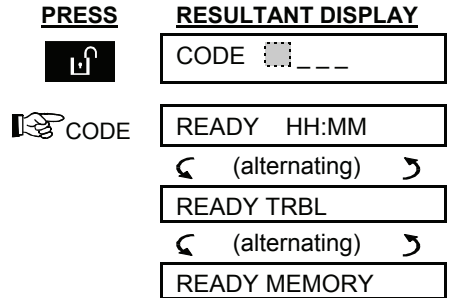 PRESS RESULTANT DISPLAY
CODE _ _ _
CODE READY HH:MM
(alternating)
READY TRBL
(alternating)
READY MEMORY